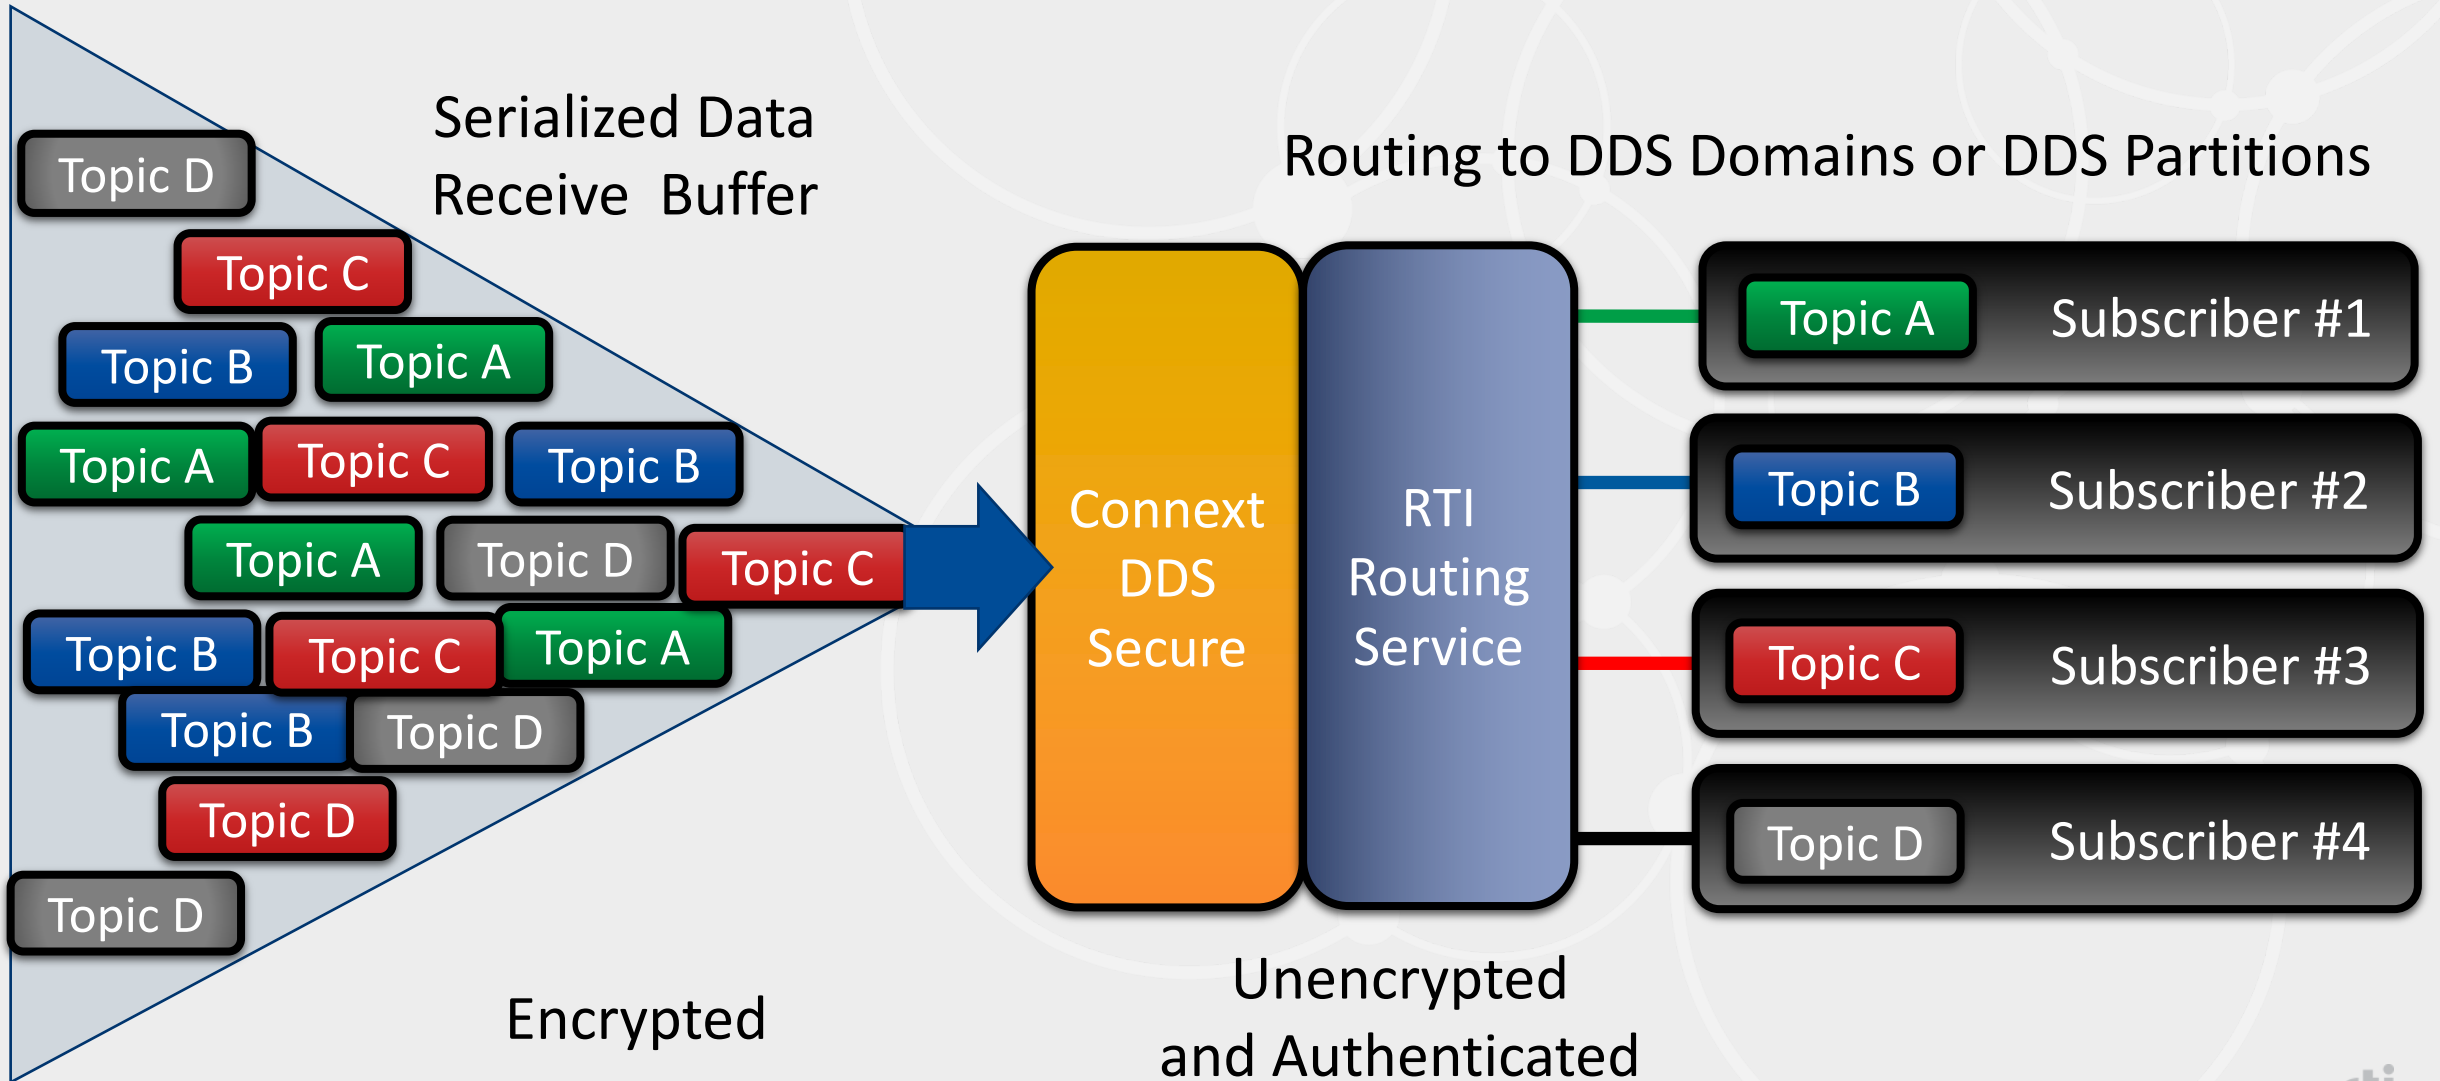 Serialized Data
Receive Buffer
Routing to DDS Domains or DDS Partitions
Topic D
Topic C
Topic B
Topic A
Topic A
Topic C
Topic B
Topic A
Topic D
Topic C
Topic B
Topic C
Topic A
Topic B
Topic D
Topic D
Topic D
Encrypted
Connext
DDS
Secure
RTI
Routing
Service
Unencrypted
and Authenticated
Topic A
Subscriber #1
Topic B
Subscriber #2
Topic C
Subscriber #3
Topic D
Subscriber #4